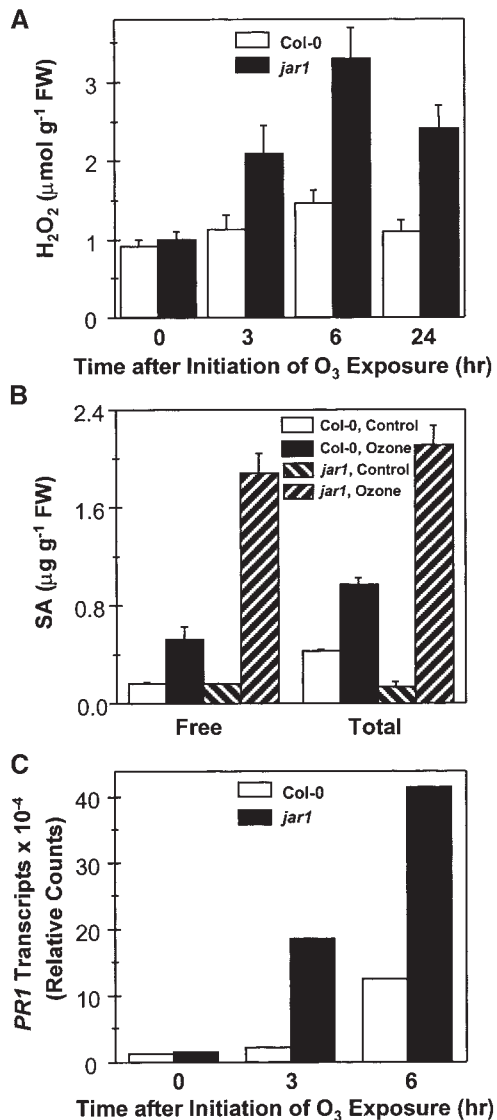 A
H₂O₂ (μmol g⁻¹ FW)
3
2
1
0
Col-0
jar1
0 3 6 24
Time after Initiation of O₃ Exposure (hr)
B
SA (μg g⁻¹ FW)
2.4
1.6
0.8
0.0
Col-0, Control
Col-0, Ozone
jar1, Control
jar1, Ozone
Free Total
C
PR1 Transcripts x 10⁻⁴
(Relative Counts)
40
30
20
10
0
Col-0
jar1
0 3 6
Time after Initiation of O₃ Exposure (hr)